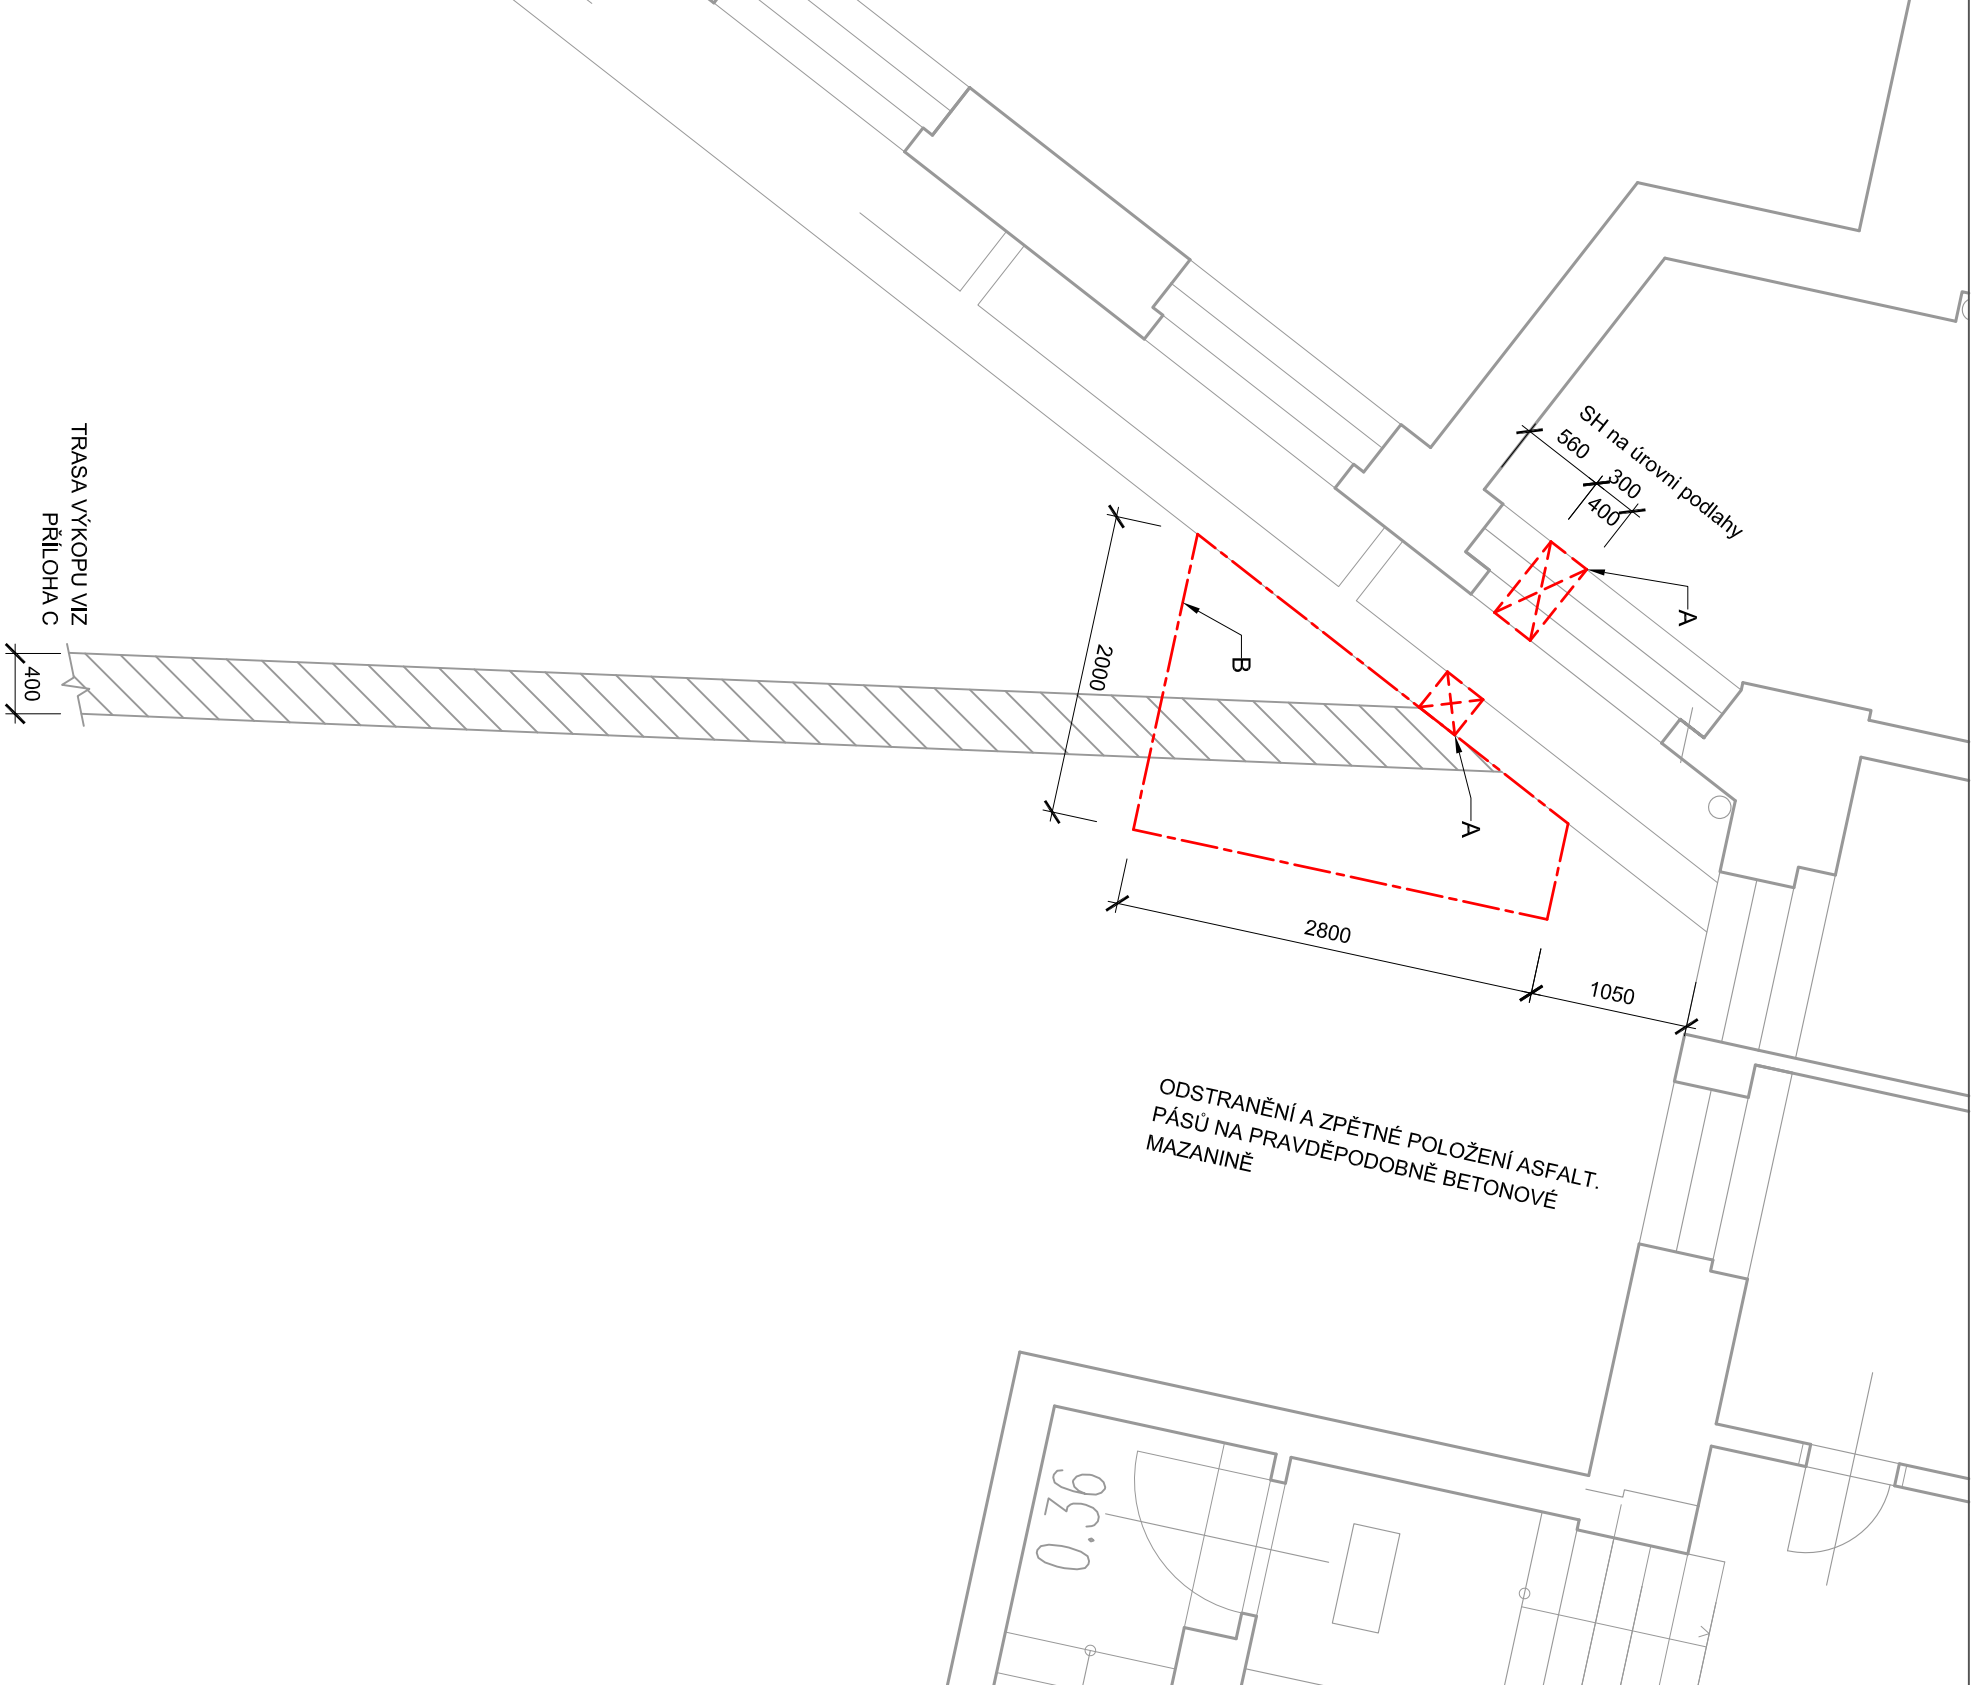 SH na úrovni podlahy
560
300
400
A
TRASA VÝKOPU VIZ
PŘÍLOHA C
400
2000
B
A
2800
1050
ODSTRANĚNÍ A ZPĚTNÉ POLOŽENÍ ASFALT.
PÁSŮ NA PRAVDĚPODOBNĚ BETONOVÉ
MAZANINĚ
0.36